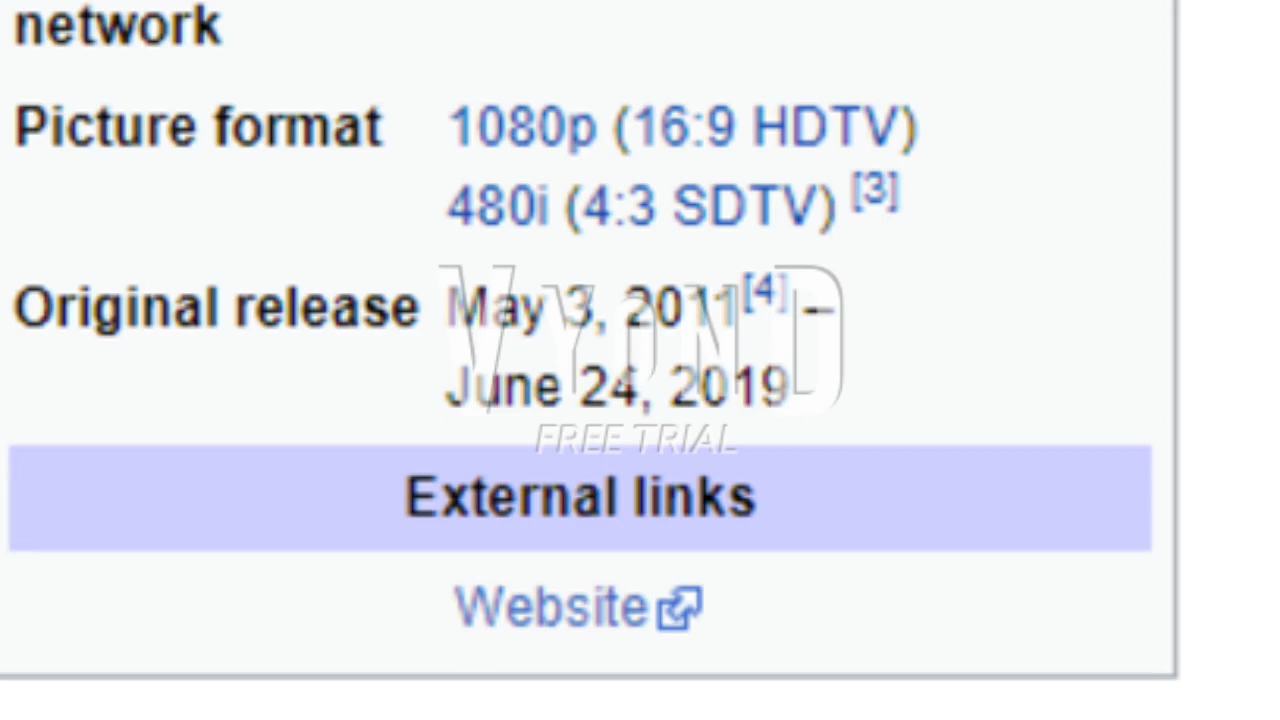 network
Picture format 1080p (16:9 HDTV)
480i (4:3 SDTV) [3]
Original release May 3, 2011[4] –
June 24, 2019
VYOND
FREE TRIAL
External links
Website